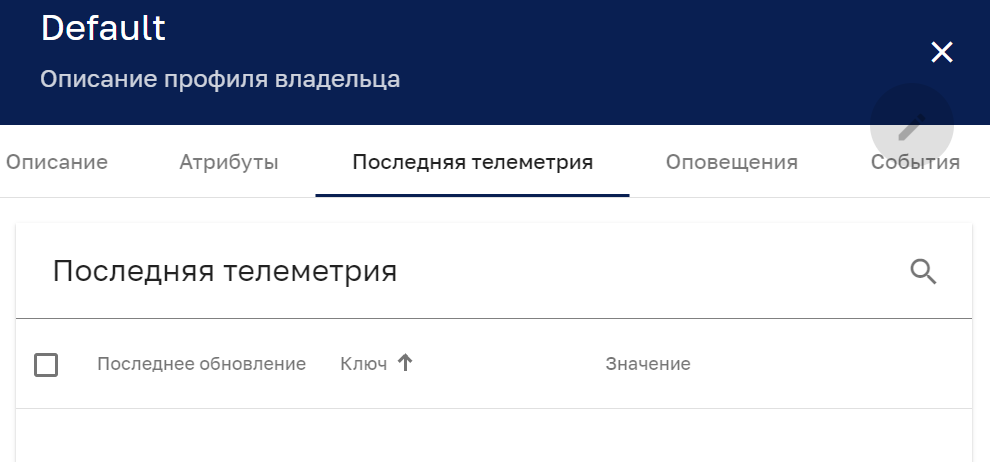 Default
Описание профиля владельца
Описание Атрибуты Последняя телеметрия Оповещения События
Последняя телеметрия
Последнее обновление Ключ Значение